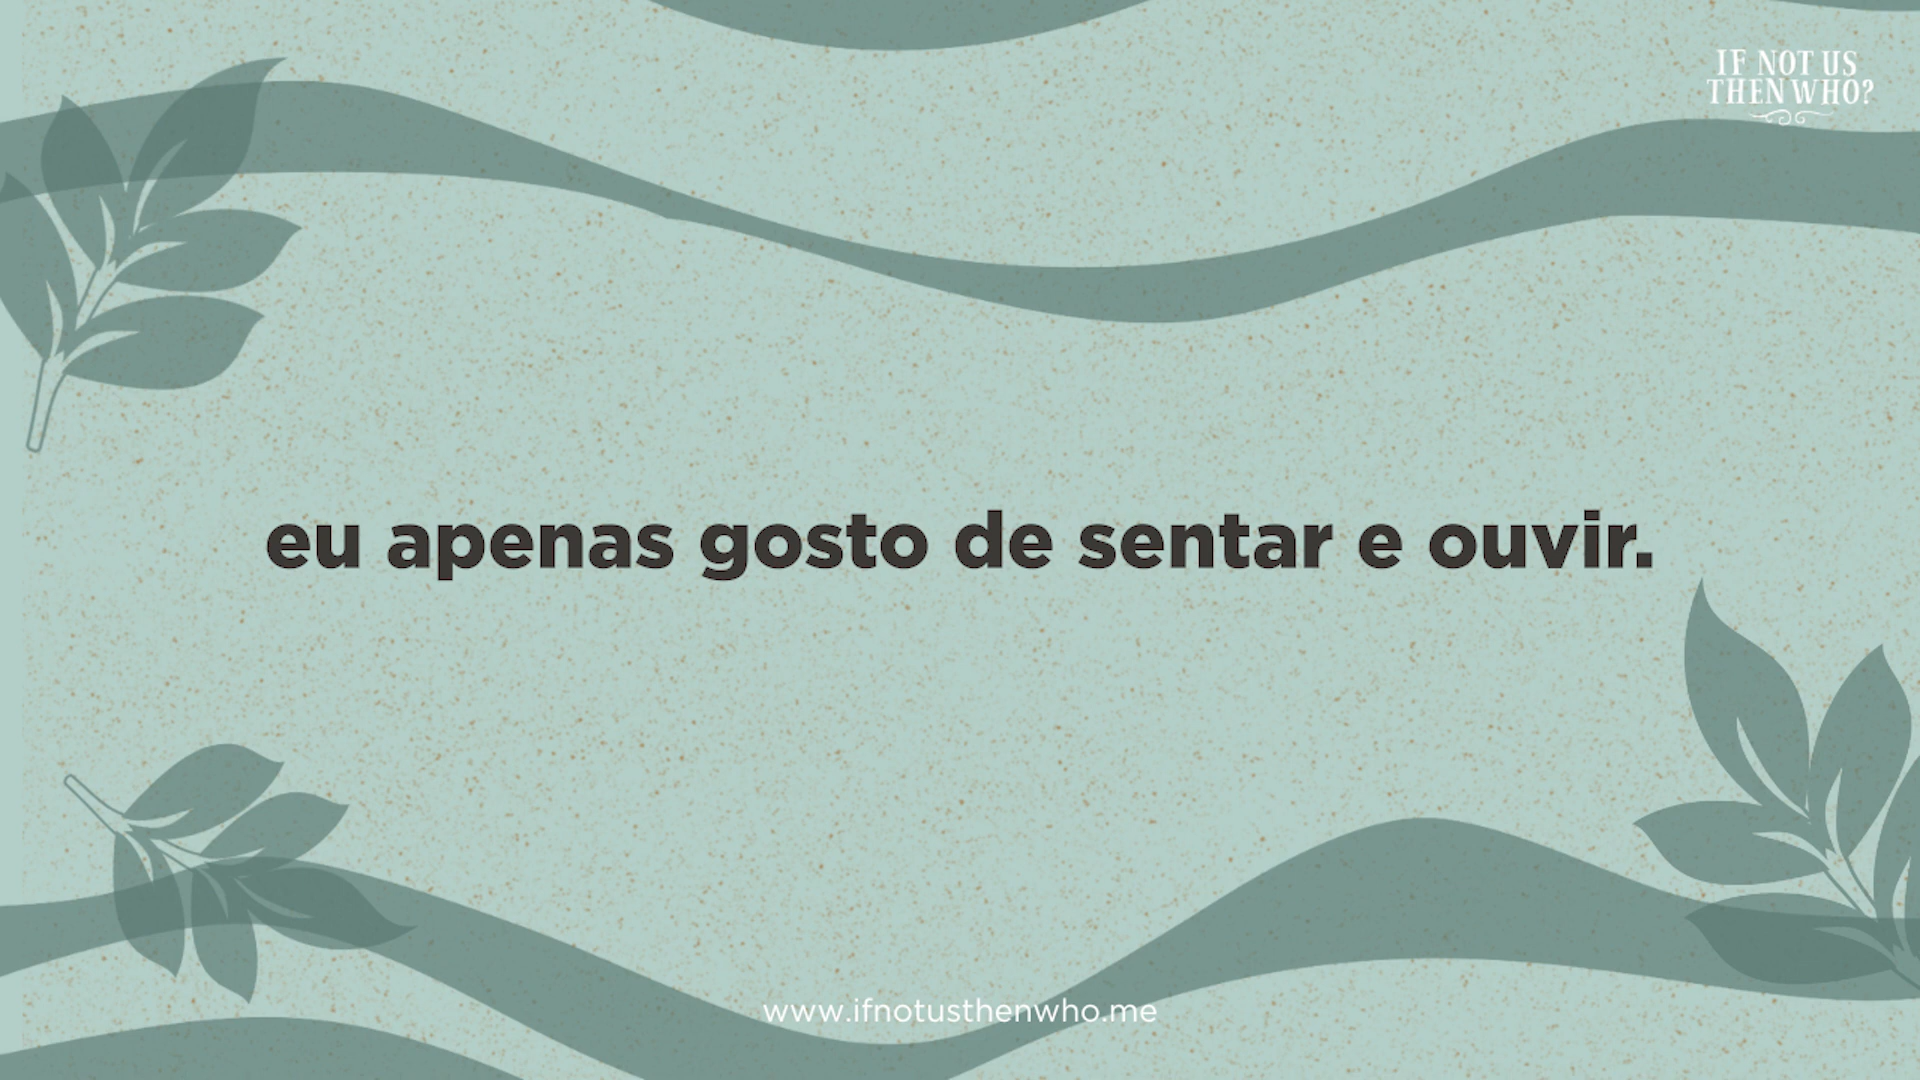 IF NOT US
THEN WHO?
eu apenas gosto de sentar e ouvir.
www.ifnotusthenwho.me